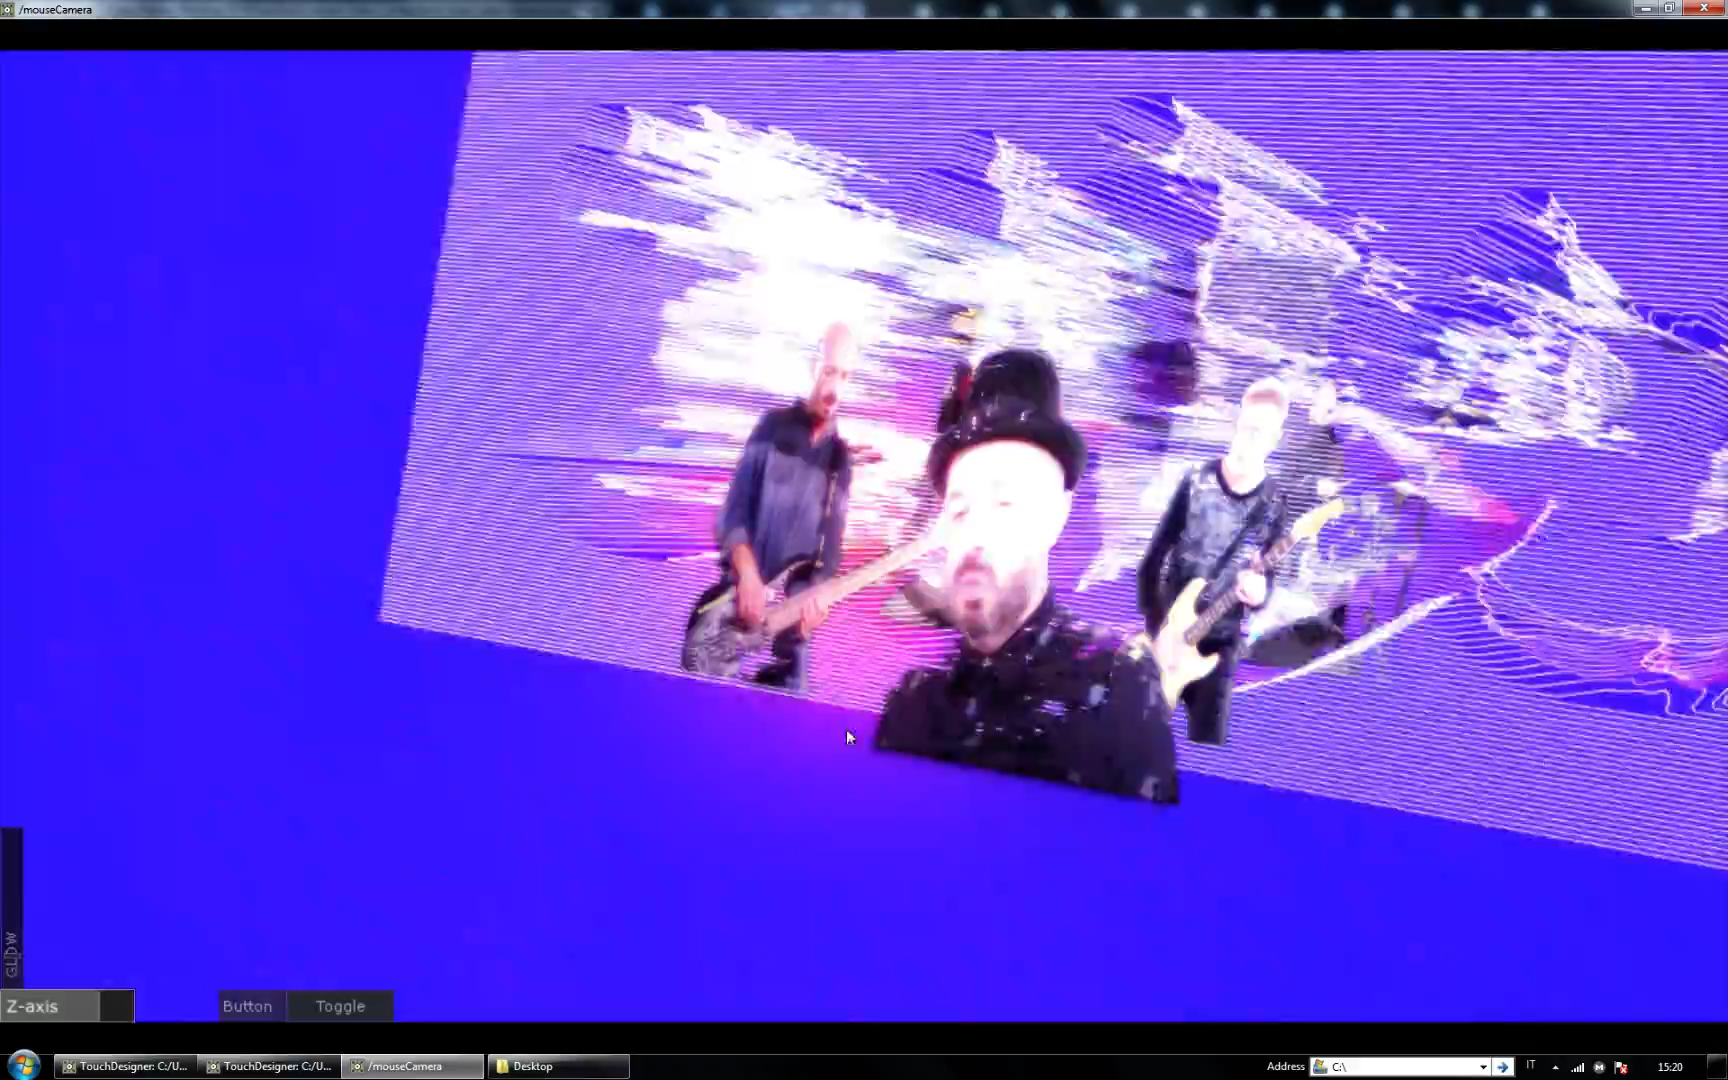 /mouseCamera
GLOW
Z-axis
Button
Toggle
TouchDesigner: C:/U...
TouchDesigner: C:/U...
/mouseCamera
Desktop
Address
C:\
IT
15:20